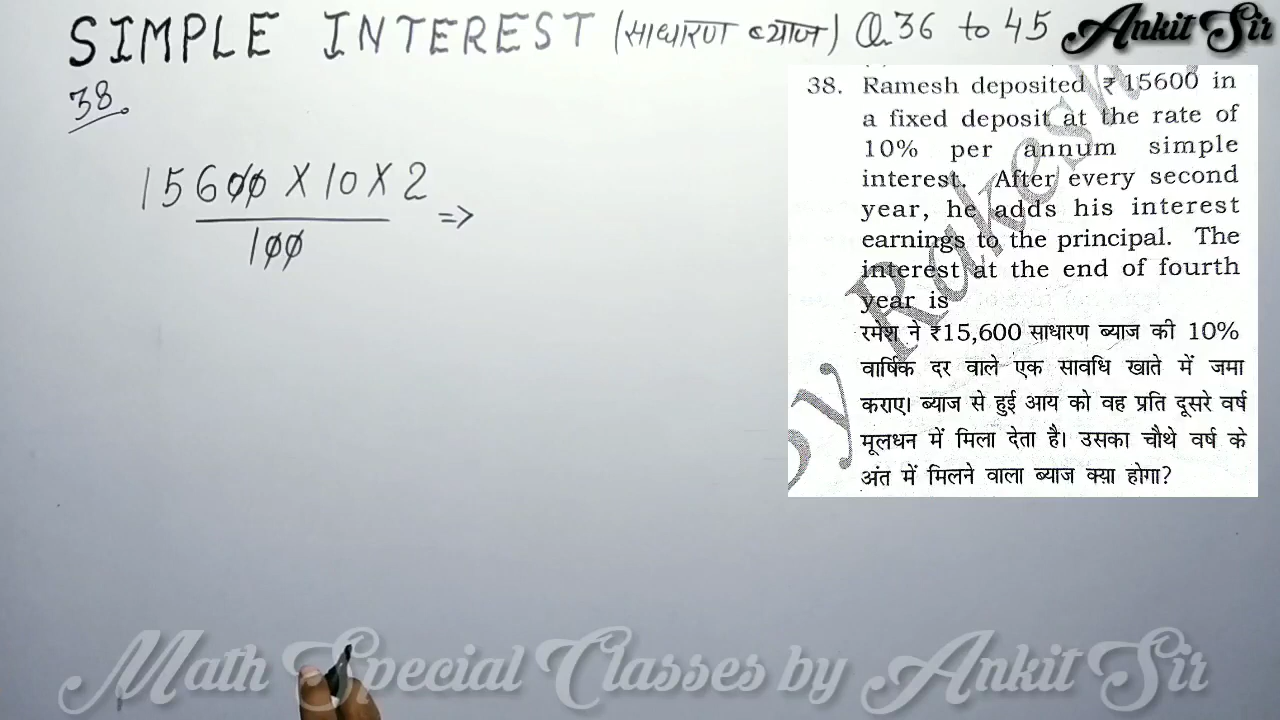 SIMPLE INTEREST (साधारण ब्याज) Q.36 to 45 Ankit Sir
38.
15600 X 10 X 2
100
=>
38. Ramesh deposited ₹15600 in
a fixed deposit at the rate of
10% per annum simple
interest. After every second
year, he adds his interest
earnings to the principal. The
interest at the end of fourth
year is
रमेश ने ₹15,600 साधारण ब्याज की 10%
वार्षिक दर वाले एक सावधि खाते में जमा
कराए। ब्याज से हुई आय को वह प्रति दूसरे वर्ष
मूलधन में मिला देता है। उसका चौथे वर्ष के
अंत में मिलने वाला ब्याज क्या होगा?
By Rakesh
Math Special Classes by Ankit Sir